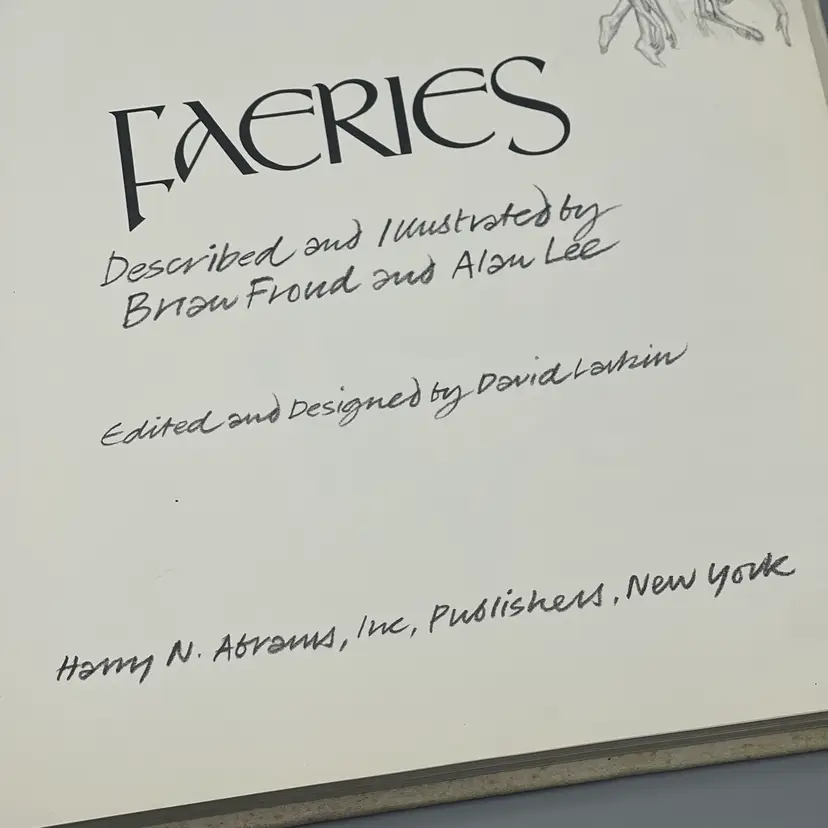 FAERIES
Described and Illustrated by
Brian Froud and Alan Lee
Edited and Designed by David Larkin
Harry N. Abrams, Inc, Publishers, New York